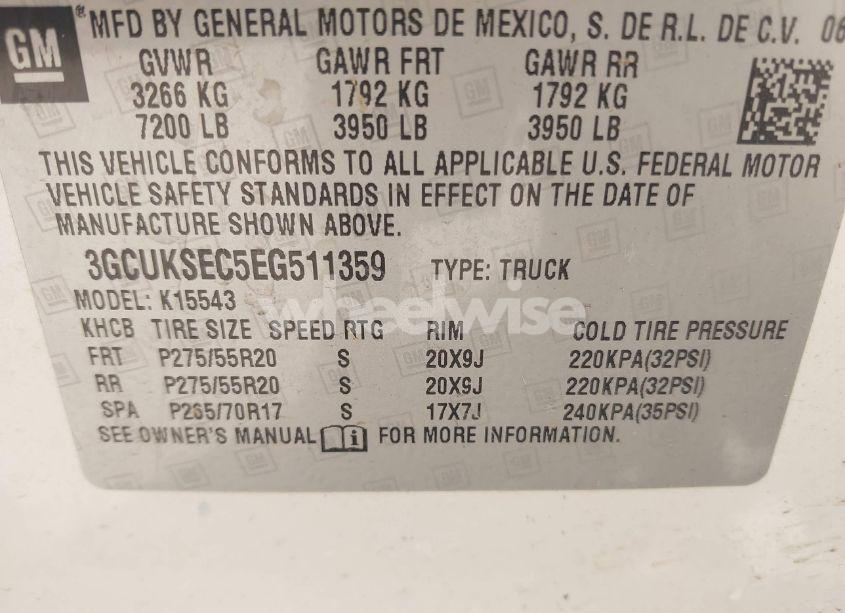 GM ® MFD BY GENERAL MOTORS DE MEXICO, S. DE R.L. DE C.V. 06
GVWR GAWR FRT GAWR RR
3266 KG 1792 KG 1792 KG
7200 LB 3950 LB 3950 LB
THIS VEHICLE CONFORMS TO ALL APPLICABLE U.S. FEDERAL MOTOR
VEHICLE SAFETY STANDARDS IN EFFECT ON THE DATE OF
MANUFACTURE SHOWN ABOVE.
3GCUKSEC5EG511359 TYPE: TRUCK
MODEL: K15543
wheelwise
KHCB TIRE SIZE SPEED RTG RIM COLD TIRE PRESSURE
FRT P275/55R20 S 20X9J 220KPA(32PSI)
RR P275/55R20 S 20X9J 220KPA(32PSI)
SPA P265/70R17 S 17X7J 240KPA(35PSI)
SEE OWNER'S MANUAL i FOR MORE INFORMATION.